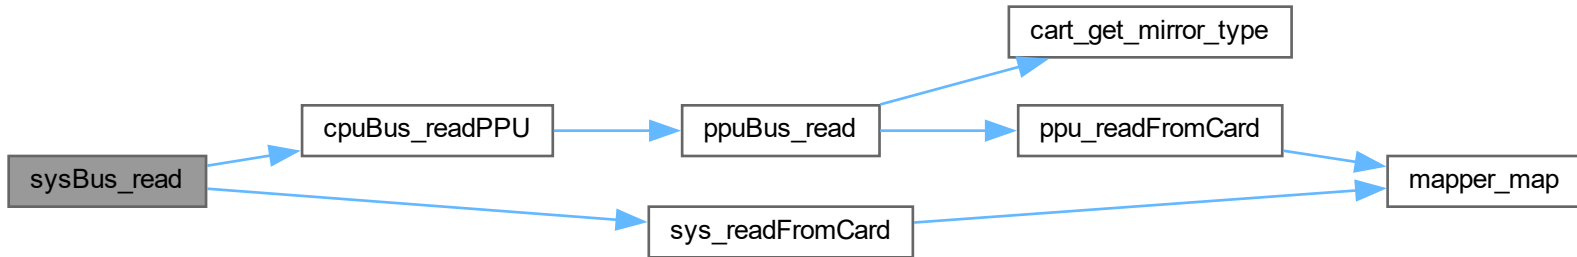 cart_get_mirror_type
cpuBus_readPPU
ppuBus_read
ppu_readFromCard
sysBus_read
mapper_map
sys_readFromCard